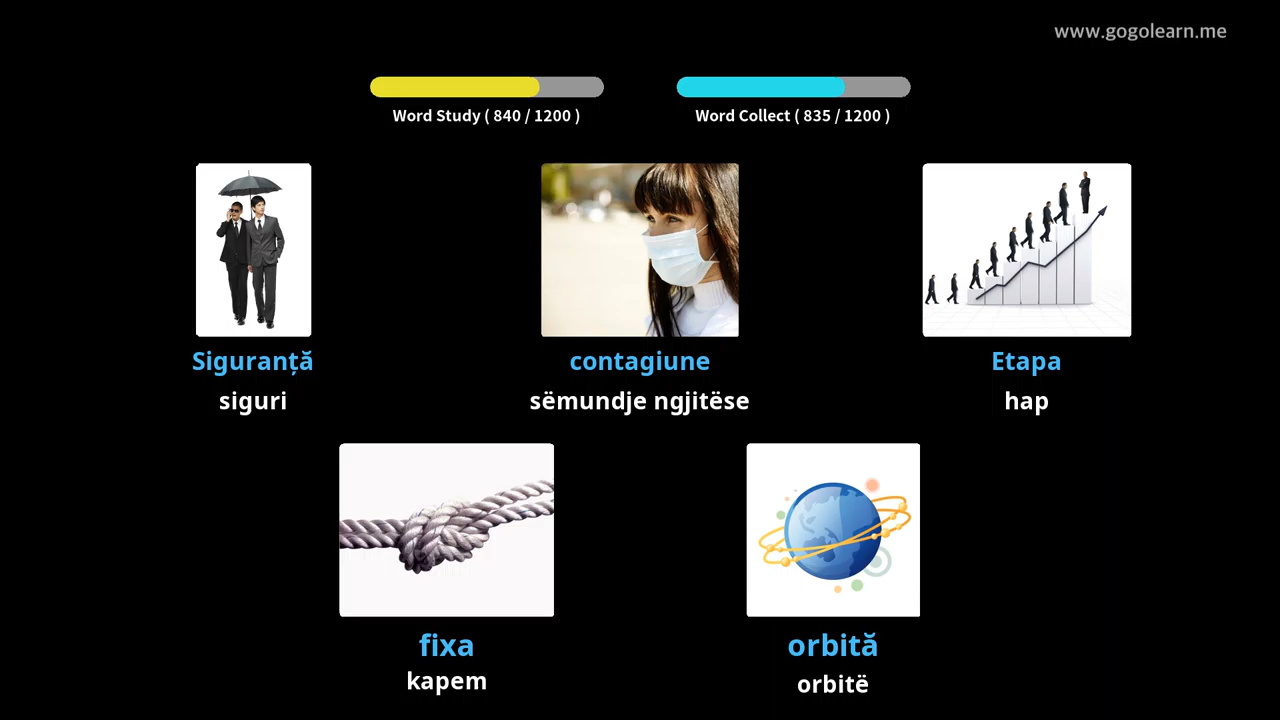 www.gogolearn.me
Word Study ( 840 / 1200 )
Word Collect ( 835 / 1200 )
Siguranță
siguri
contagiune
sëmundje ngjitëse
Etapa
hap
fixa
kapem
orbită
orbitë